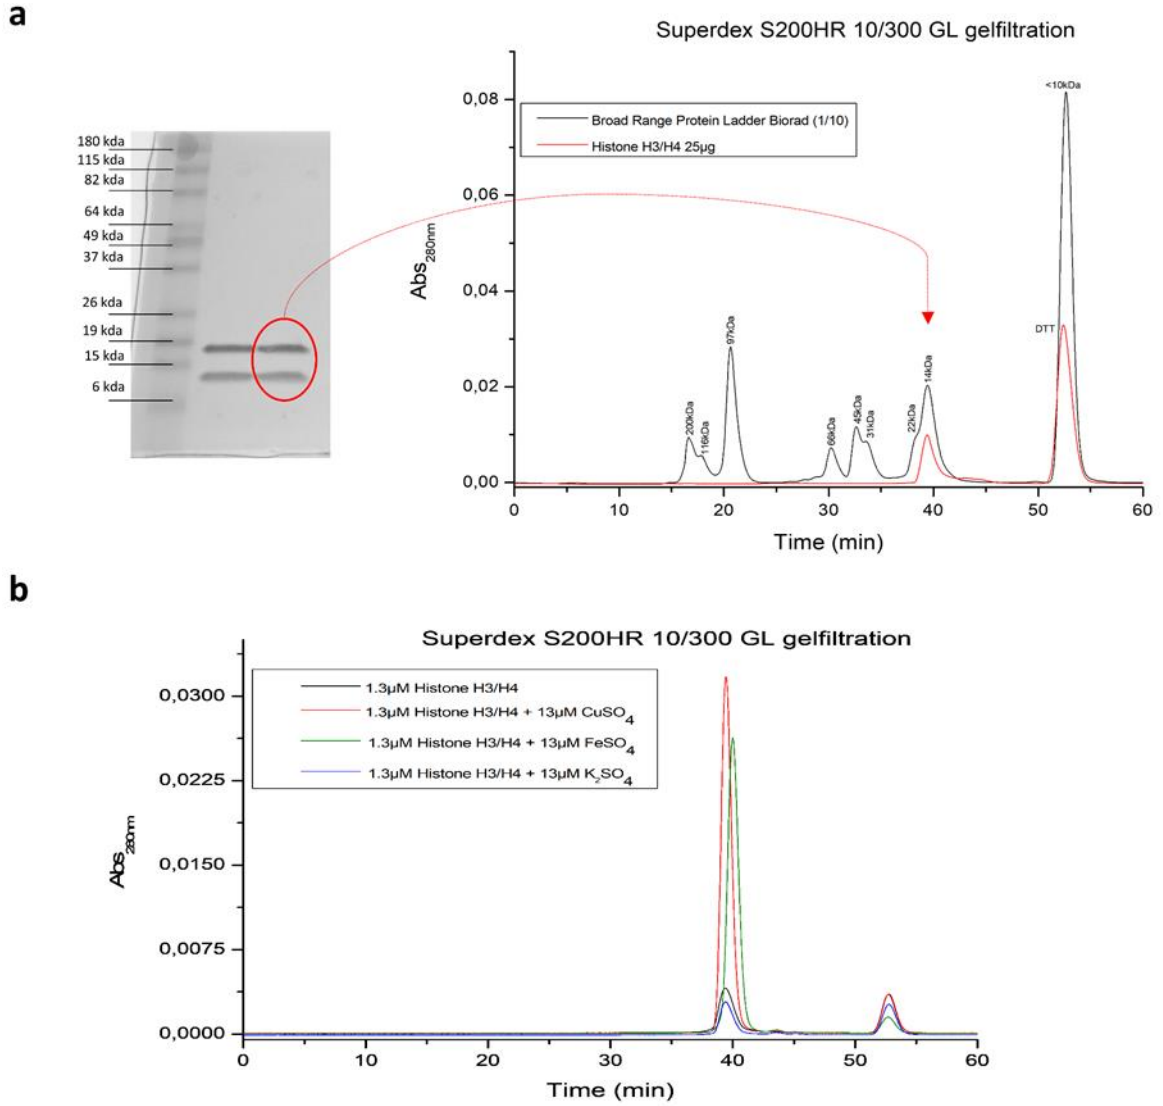 a
Superdex S200HR 10/300 GL gelfiltration
180 kda
115 kda
82 kda
64 kda
49 kda
37 kda
26 kda
19 kda
15 kda
6 kda
Abs280nm
0,08
0,06
0,04
0,02
0,00
Broad Range Protein Ladder Biorad (1/10)
Histone H3/H4 25µg
200kDa
116kDa
97kDa
66kDa
45kDa
31kDa
22kDa
14kDa
DTT
<10kDa
0 10 20 30 40 50 60
Time (min)
b
Superdex S200HR 10/300 GL gelfiltration
Abs280nm
0,0300
0,0225
0,0150
0,0075
0,0000
1.3µM Histone H3/H4
1.3µM Histone H3/H4 + 13µM CuSO4
1.3µM Histone H3/H4 + 13µM FeSO4
1.3µM Histone H3/H4 + 13µM K2SO4
0 10 20 30 40 50 60
Time (min)